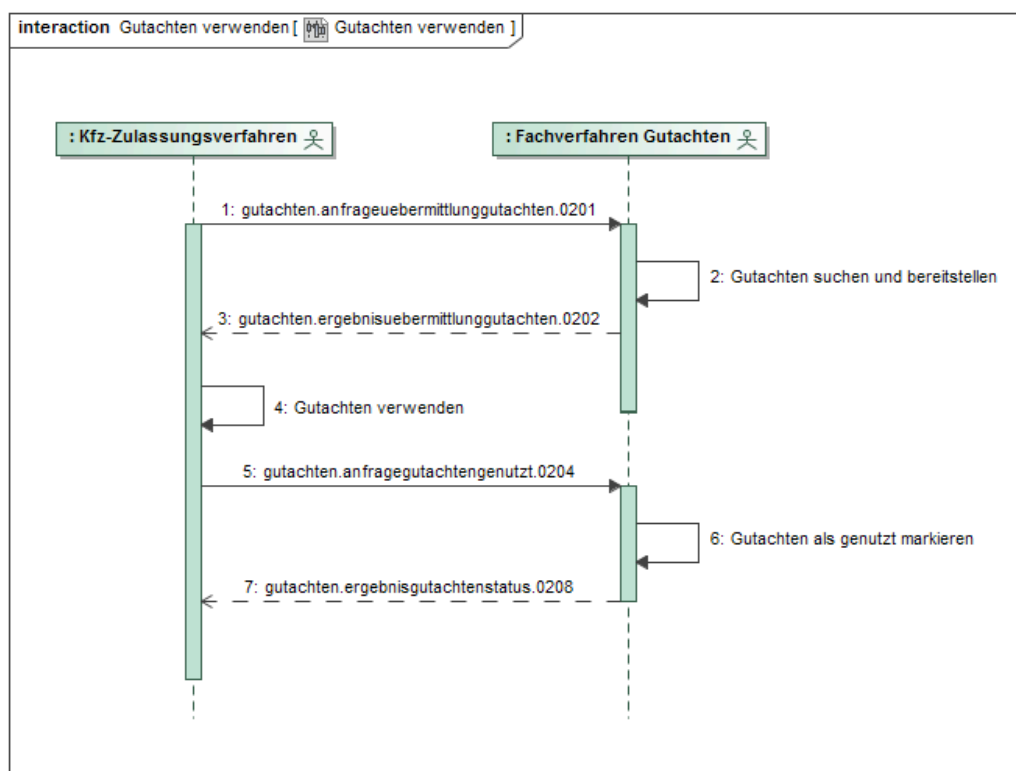 interaction Gutachten verwenden [ Gutachten verwenden ]
: Kfz-Zulassungsverfahren
: Fachverfahren Gutachten
1: gutachten.anfrageuebermittlunggutachten.0201
2: Gutachten suchen und bereitstellen
3: gutachten.ergebnisuebermittlunggutachten.0202
4: Gutachten verwenden
5: gutachten.anfragegutachtengenutzt.0204
6: Gutachten als genutzt markieren
7: gutachten.ergebnisgutachtenstatus.0208